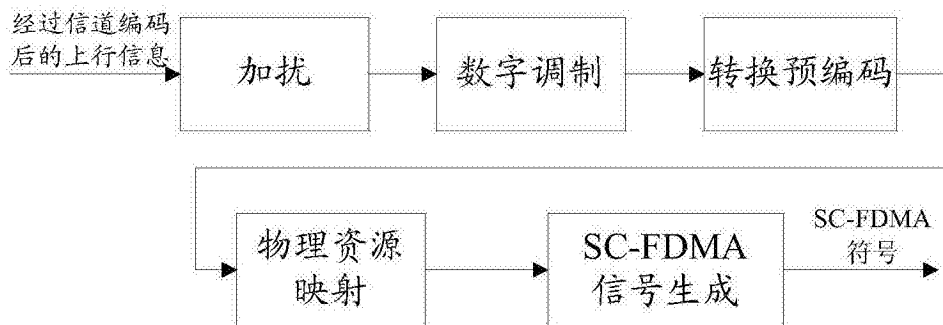 经过信道编码
后的上行信息
加扰
数字调制
转换预编码
物理资源
映射
SC-FDMA
信号生成
SC-FDMA
符号